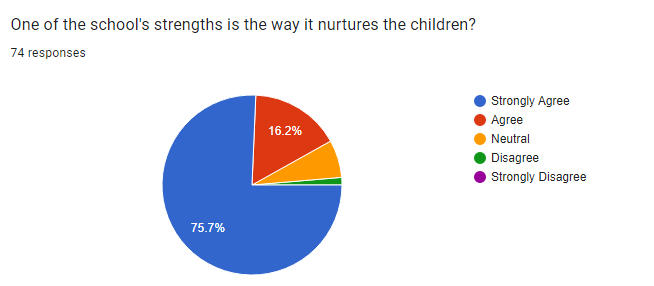 One of the school's strengths is the way it nurtures the children?
74 responses
16.2%
75.7%
Strongly Agree
Agree
Neutral
Disagree
Strongly Disagree